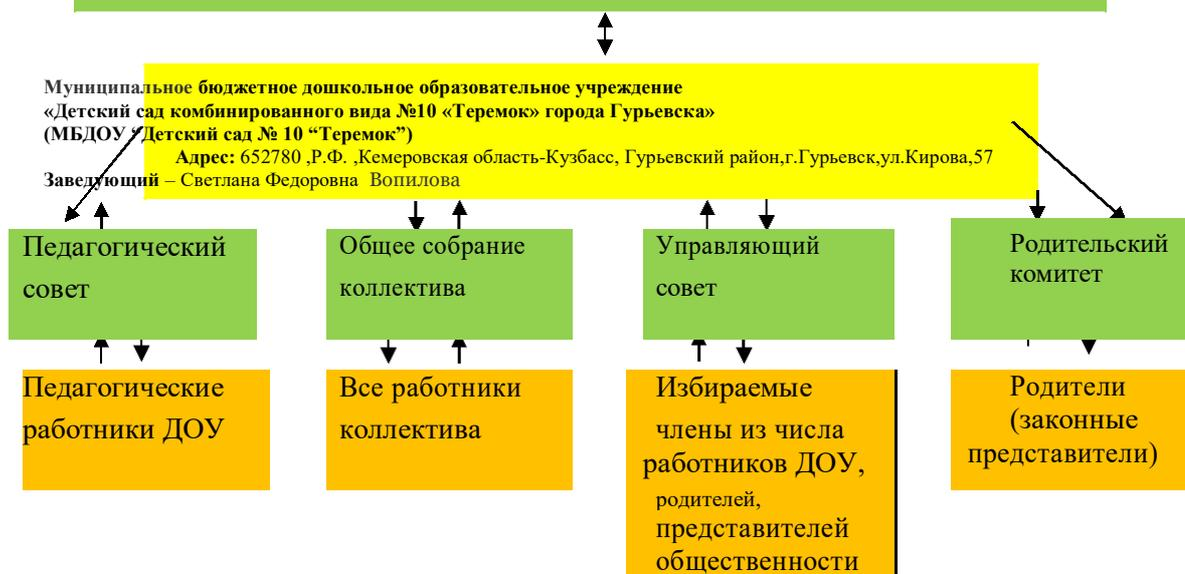 Муниципальное бюджетное дошкольное образовательное учреждение
«Детский сад комбинированного вида №10 «Теремок» города Гурьевска»
(МБДОУ “Детский сад № 10 “Теремок”)
Адрес: 652780 ,Р.Ф. ,Кемеровская область-Кузбасс, Гурьевский район,г.Гурьевск,ул.Кирова,57
Заведующий – Светлана Федоровна Вопилова
Педагогический
совет
Общее собрание
коллектива
Управляющий
совет
Родительский
комитет
Педагогические
работники ДОУ
Все работники
коллектива
Избираемые
члены из числа
работников ДОУ,
родителей,
представителей
общественности
Родители
(законные
представители)